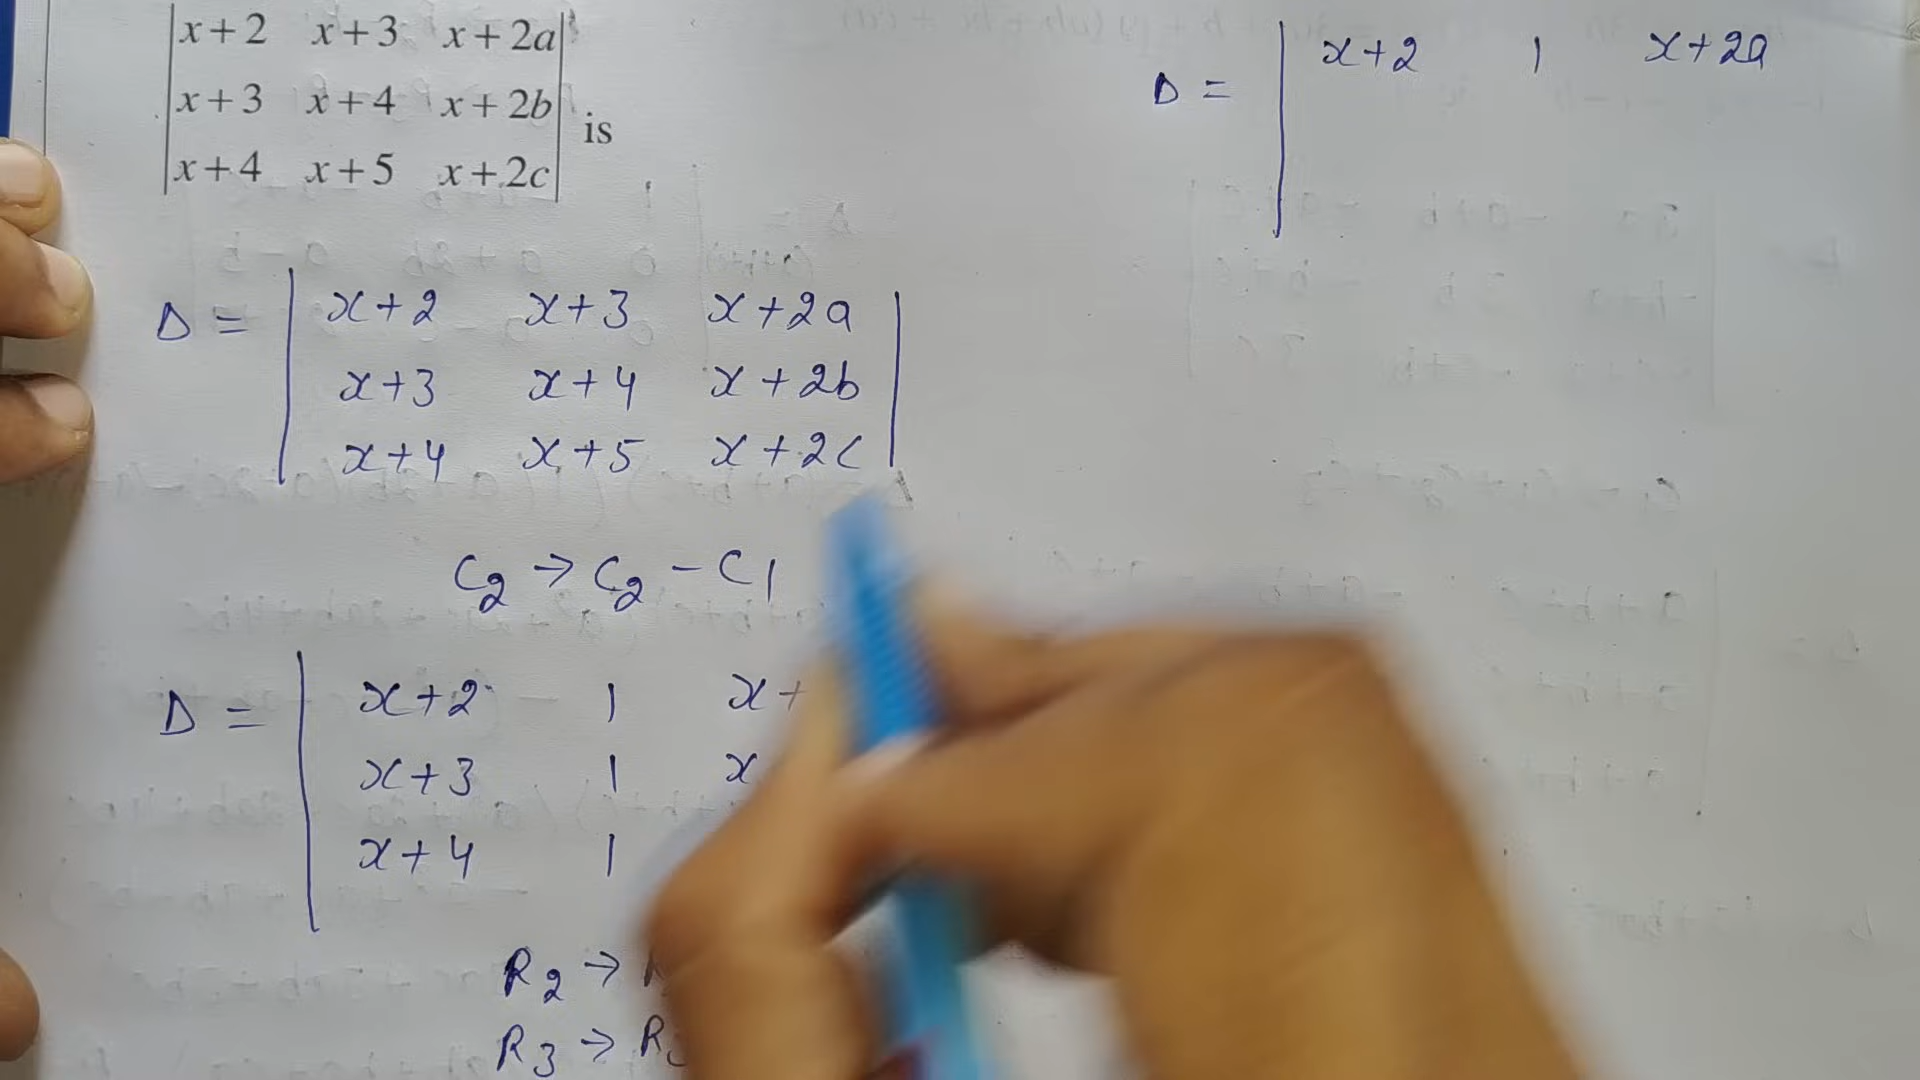 x+2 x+3 x+2a
x+3 x+4 x+2b
is
x+4 x+5 x+2c
Δ = x+2 x+3 x+2a
x+3 x+4 x+2b
x+4 x+5 x+2c
C2 → C2 - C1
Δ = x+2 1 x+
x+3 1 x
x+4 1
R2 →
R3 → R
Δ = x+2 1 x+2a